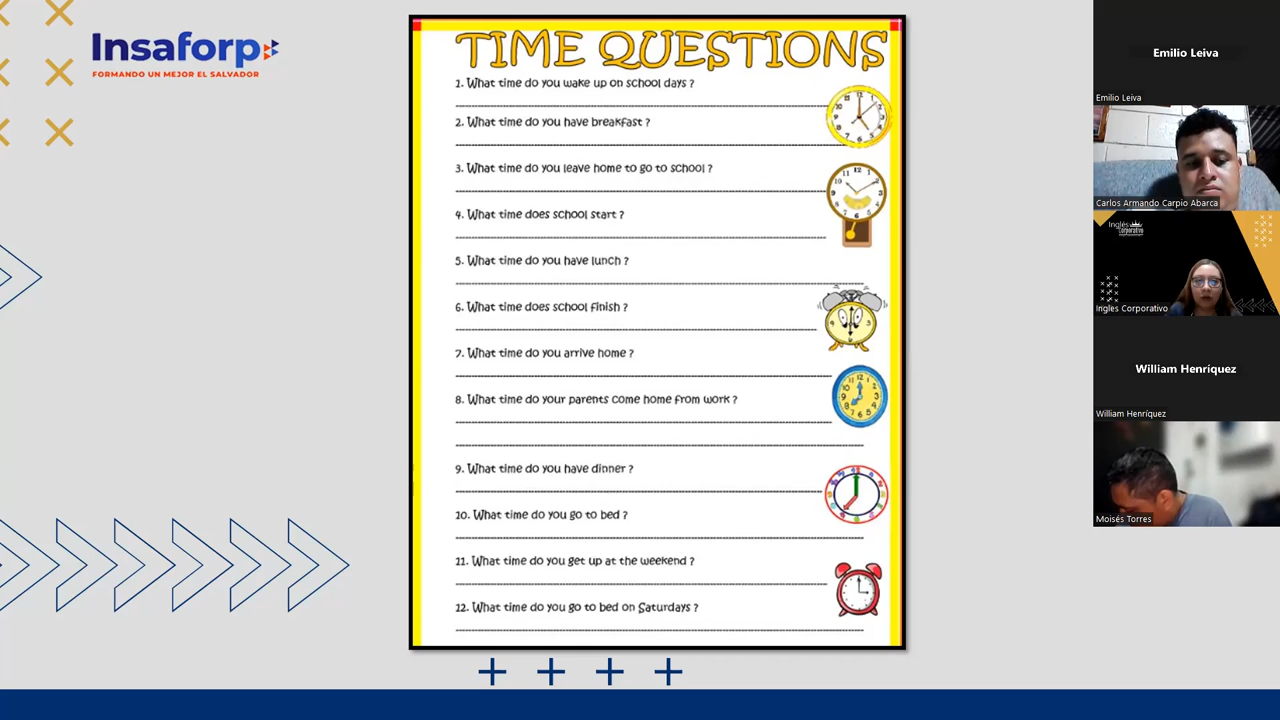 Insaforp
FORMANDO UN MEJOR EL SALVADOR
TIME QUESTIONS
1. What time do you wake up on school days ?
2. What time do you have breakfast ?
3. What time do you leave home to go to school ?
4. What time does school start ?
5. What time do you have lunch ?
6. What time does school finish ?
7. What time do you arrive home ?
8. What time do your parents come home from work ?
9. What time do you have dinner ?
10. What time do you go to bed ?
11. What time do you get up at the weekend ?
12. What time do you go to bed on Saturdays ?
Emilio Leiva
Emilio Leiva
Carlos Armando Carpio Abarca
Inglés
Corporativo
Ingles Corporativo
William Henríquez
William Henríquez
Moisés Torres